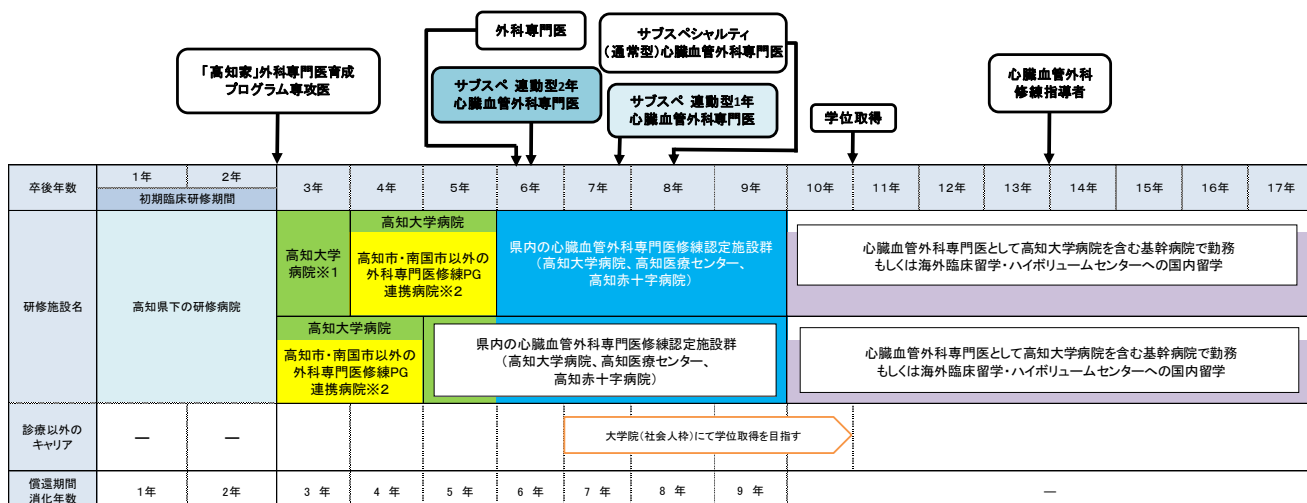 外科専門医
サブスペシャルティ
（通常型）心臓血管外科専門医
「高知家」外科専門医育成
プログラム専攻医
サブスペ 連動型2年
心臓血管外科専門医
サブスペ 連動型1年
心臓血管外科専門医
学位取得
心臓血管外科
修練指導者
卒後年数
1年
2年
初期臨床研修期間
3年
4年
5年
6年
7年
8年
9年
10年
11年
12年
13年
14年
15年
16年
17年
研修施設名
高知県下の研修病院
高知大学
病院※1
高知大学病院
高知市・南国市以外の
外科専門医修練PG
連携病院※2
県内の心臓血管外科専門医修練認定施設群
（高知大学病院、高知医療センター、
高知赤十字病院）
心臓血管外科専門医として高知大学病院を含む基幹病院で勤務
もしくは海外臨床留学・ハイボリュームセンターへの国内留学
高知大学病院
高知市・南国市以外の
外科専門医修練PG
連携病院※2
県内の心臓血管外科専門医修練認定施設群
（高知大学病院、高知医療センター、
高知赤十字病院）
心臓血管外科専門医として高知大学病院を含む基幹病院で勤務
もしくは海外臨床留学・ハイボリュームセンターへの国内留学
診療以外の
キャリア
―
―
大学院（社会人枠）にて学位取得を目指す
償還期間
消化年数
1年
2年
3 年
4 年
5 年
6 年
7 年
8 年
9 年
―